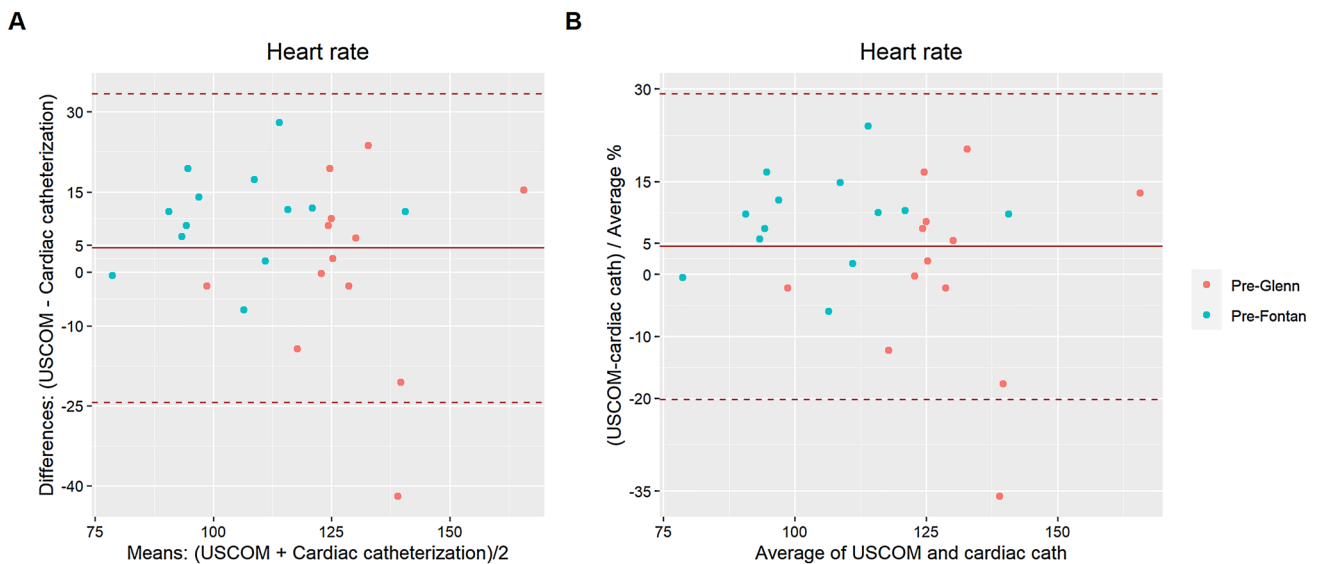 A
Heart rate
Differences: (USCOM - Cardiac catheterization)
30
15
5
0
-10
-25
-40
75
100
125
150
Means: (USCOM + Cardiac catheterization)/2
B
Heart rate
(USCOM-cardiac cath) / Average %
30
15
5
0
-10
-20
-35
75
100
125
150
Average of USCOM and cardiac cath
Pre-Glenn
Pre-Fontan